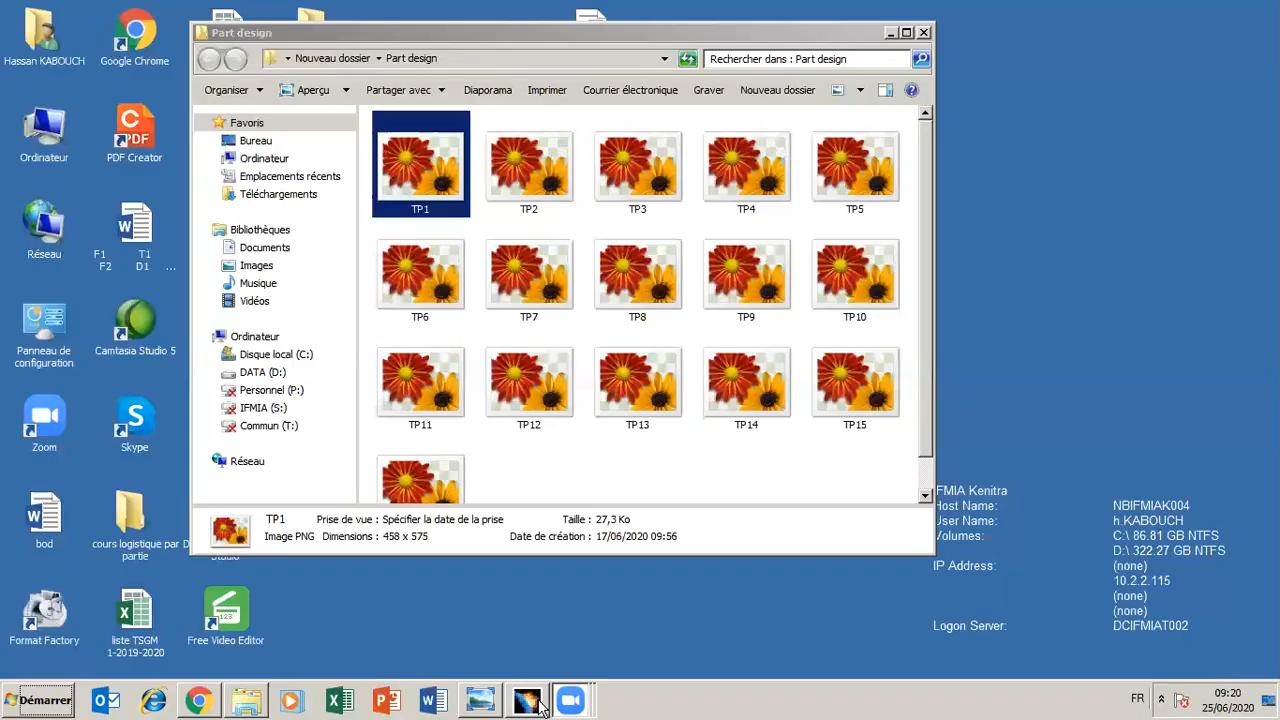 Part design
Nouveau dossier Part design
Rechercher dans : Part design
Organiser Aperçu Partager avec Diaporama Imprimer Courrier électronique Graver Nouveau dossier
Favoris
Bureau
Ordinateur
Emplacements récents
Téléchargements
Bibliothèques
Documents
Images
Musique
Vidéos
Ordinateur
Disque local (C:)
DATA (D:)
Personnel (P:)
IFMIA (S:)
Commun (T:)
Réseau
TP1 TP2 TP3 TP4 TP5
TP6 TP7 TP8 TP9 TP10
TP11 TP12 TP13 TP14 TP15
TP1 Prise de vue : Spécifier la date de la prise Taille : 27,3 Ko
Image PNG Dimensions : 458 x 575 Date de création : 17/06/2020 09:56
Hassan KABOUCH
Google Chrome
Ordinateur
PDF Creator
Réseau
F1 T1
F2 D1 ...
Panneau de
configuration
Camtasia Studio 5
Zoom
Skype
bod
cours logistique par D
partie
Studio
Format Factory
liste TSGM
1-2019-2020
Free Video Editor
FMIA Kenitra
Host Name: NBIFMIAK004
User Name: h.KABOUCH
Volumes: C:\ 86.81 GB NTFS
D:\ 322.27 GB NTFS
IP Address: (none)
10.2.2.115
(none)
(none)
Logon Server: DCIFMIAT002
Démarrer
FR
09:20
25/06/2020